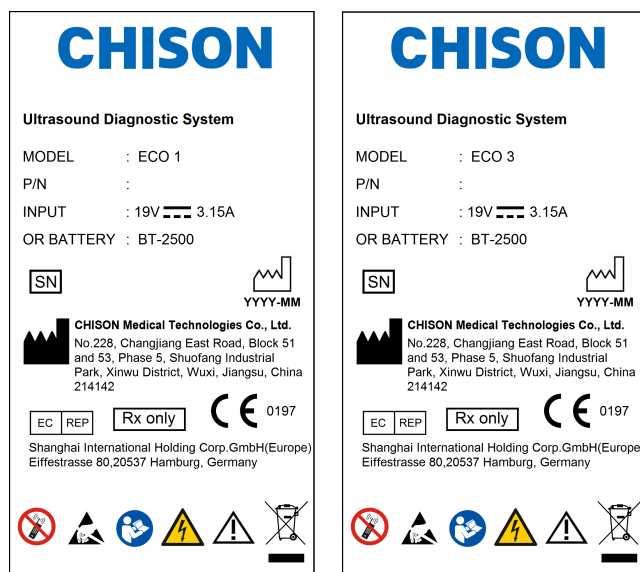 CHISON
Ultrasound Diagnostic System
MODEL : ECO 1
P/N :
INPUT : 19V 3.15A
OR BATTERY : BT-2500
SN
YYYY-MM
CHISON Medical Technologies Co., Ltd.
No.228, Changjiang East Road, Block 51
and 53, Phase 5, Shuofang Industrial
Park, Xinwu District, Wuxi, Jiangsu, China
214142
EC REP
Rx only
CE 0197
Shanghai International Holding Corp.GmbH(Europe)
Eiffestrasse 80,20537 Hamburg, Germany
CHISON
Ultrasound Diagnostic System
MODEL : ECO 3
P/N :
INPUT : 19V 3.15A
OR BATTERY : BT-2500
SN
YYYY-MM
CHISON Medical Technologies Co., Ltd.
No.228, Changjiang East Road, Block 51
and 53, Phase 5, Shuofang Industrial
Park, Xinwu District, Wuxi, Jiangsu, China
214142
EC REP
Rx only
CE 0197
Shanghai International Holding Corp.GmbH(Europe
Eiffestrasse 80,20537 Hamburg, Germany